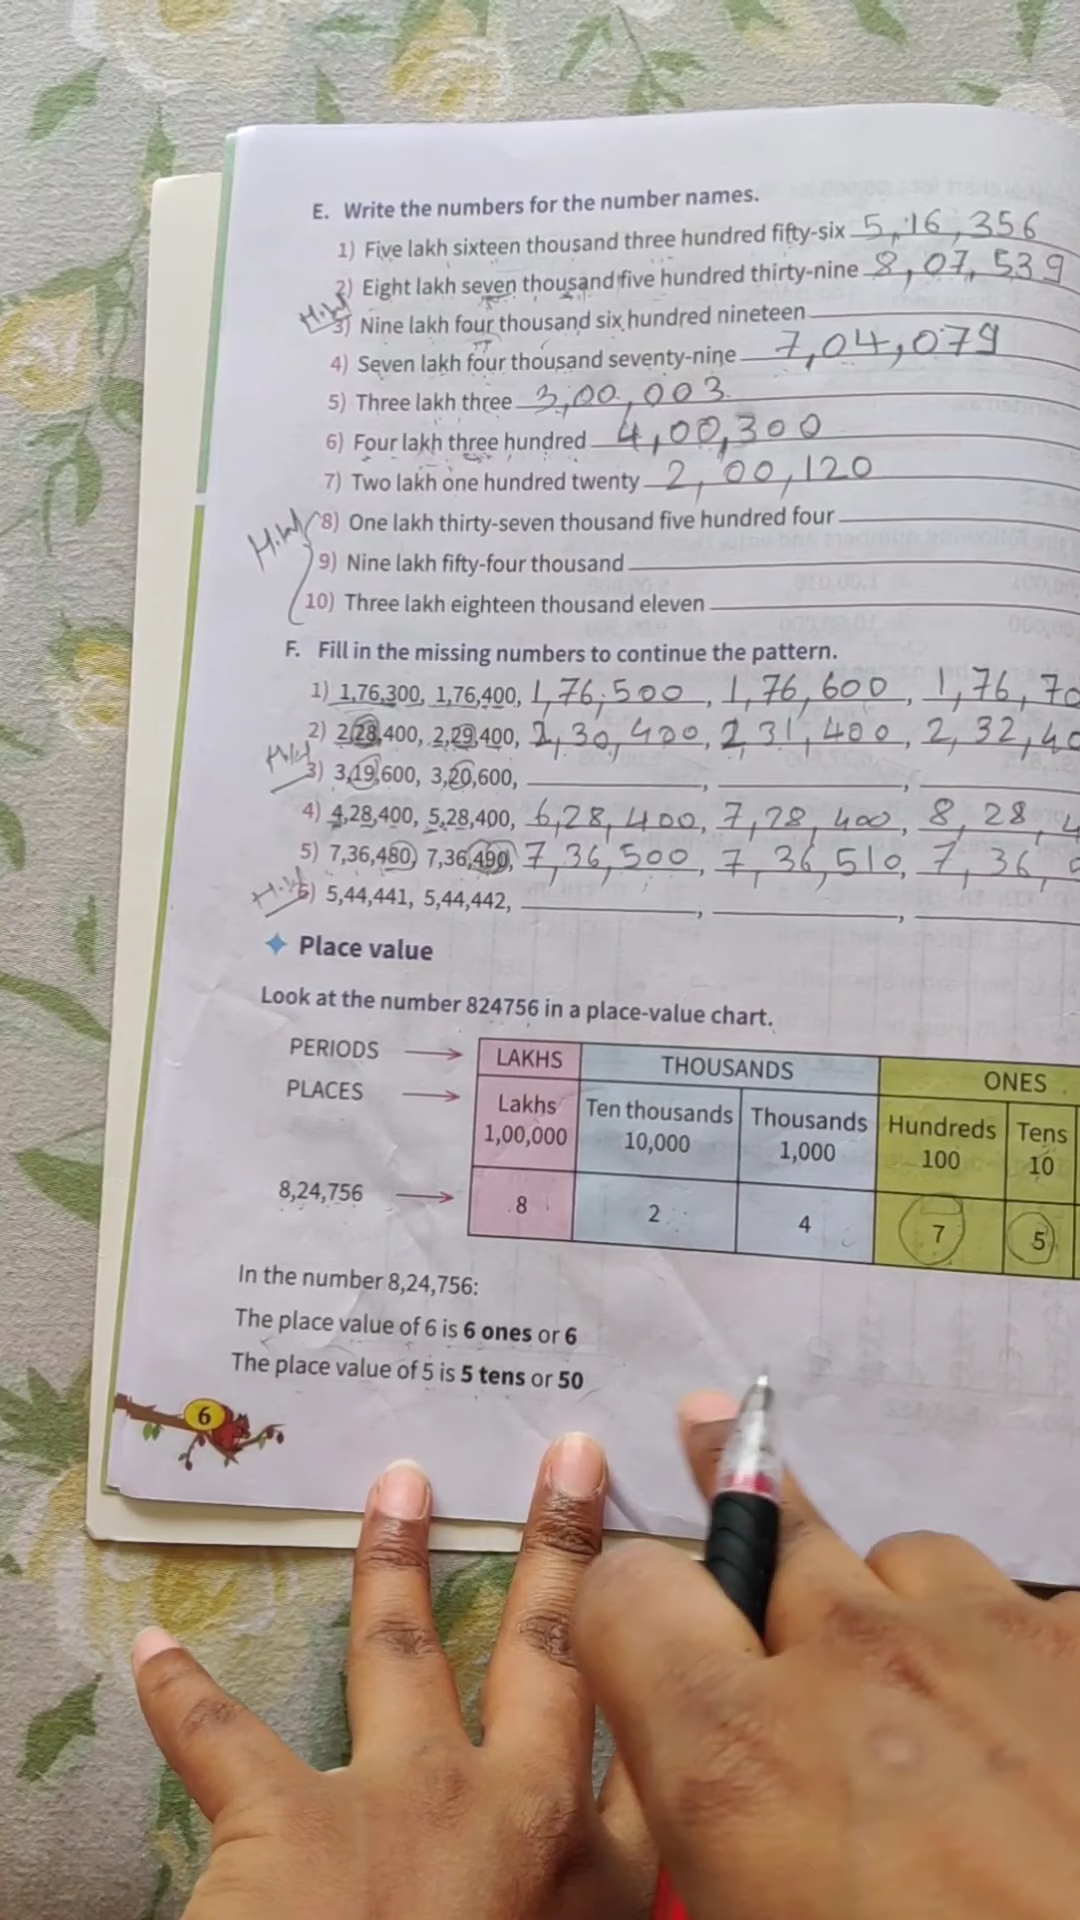 E. Write the numbers for the number names.
1) Five lakh sixteen thousand three hundred fifty-six 5,16,356
2) Eight lakh seven thousand five hundred thirty-nine 8,07,539
H.W 3) Nine lakh four thousand six hundred nineteen
4) Seven lakh four thousand seventy-nine 7,04,079
5) Three lakh three 3,00,003
6) Four lakh three hundred 4,00,300
7) Two lakh one hundred twenty 2,00,120
H.W 8) One lakh thirty-seven thousand five hundred four
9) Nine lakh fifty-four thousand
10) Three lakh eighteen thousand eleven
F. Fill in the missing numbers to continue the pattern.
1) 1,76,300, 1,76,400, 1,76,500, 1,76,600, 1,76,70
2) 2,28,400, 2,29,400, 2,30,400, 2,31,400, 2,32,40
H.W 3) 3,19,600, 3,20,600,
4) 4,28,400, 5,28,400, 6,28,400, 7,28,400, 8,28,4
5) 7,36,480, 7,36,490, 7,36,500, 7,36,510, 7,36,
H.W 6) 5,44,441, 5,44,442,
Place value
Look at the number 824756 in a place-value chart.
PERIODS LAKHS THOUSANDS ONES
PLACES Lakhs Ten thousands Thousands Hundreds Tens
1,00,000 10,000 1,000 100 10
8,24,756 8 2 4 7 5
In the number 8,24,756:
The place value of 6 is 6 ones or 6
The place value of 5 is 5 tens or 50
6